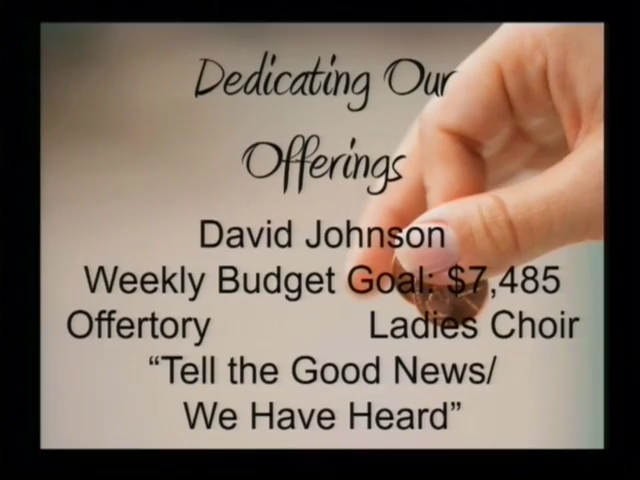 Dedicating Our
Offerings
David Johnson
Weekly Budget Goal: $7,485
Offertory Ladies Choir
“Tell the Good News/
We Have Heard”